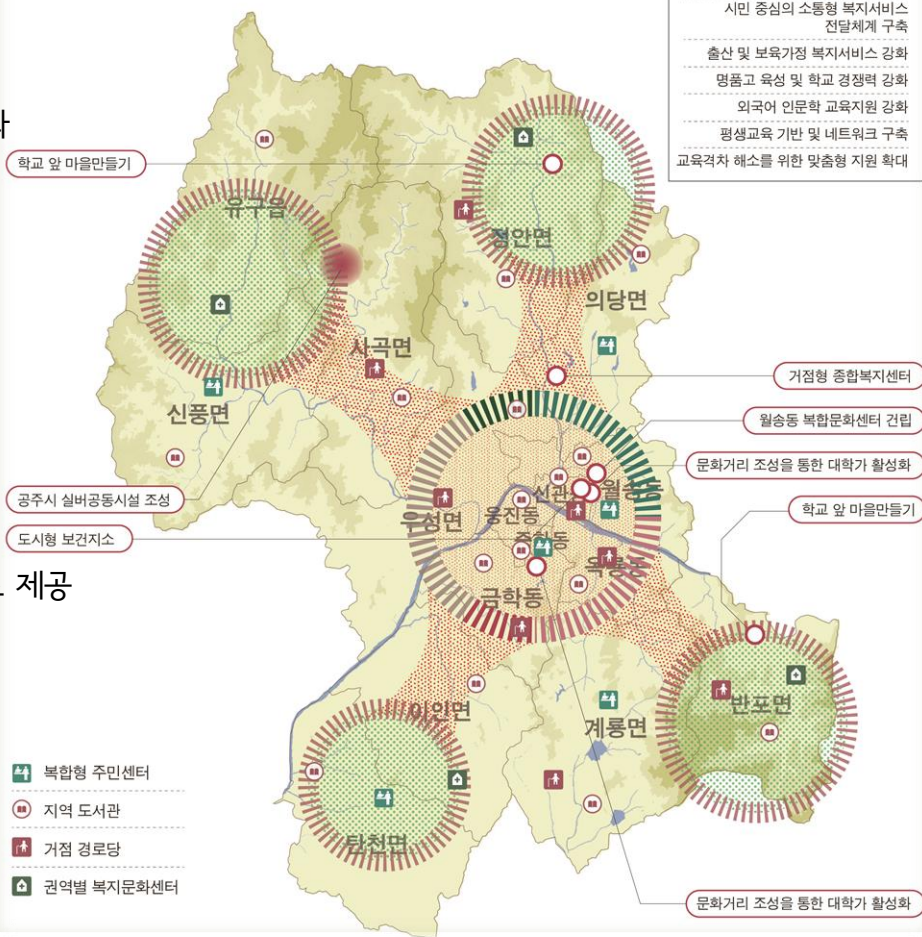 시민 중심의 소통형 복지서비스
전달체계 구축
출산 및 보육가정 복지서비스 강화
명품고 육성 및 학교 경쟁력 강화
외국어 인문학 교육지원 강화
평생교육 기반 및 네트워크 구축
교육격차 해소를 위한 맞춤형 지원 확대
학교 앞 마을만들기
유구읍
정안면
의당면
사곡면
거점형 종합복지센터
신풍면
월송동 복합문화센터 건립
문화거리 조성을 통한 대학가 활성화
월송동
공주시 실버공동시설 조성
학교 앞 마을만들기
우성면
웅진동
중학동
도시형 보건지소
옥룡동
제공
금학동
이인면
반포면
계룡면
복합형 주민센터
지역 도서관
탄천면
거점 경로당
권역별 복지문화센터
문화거리 조성을 통한 대학가 활성화